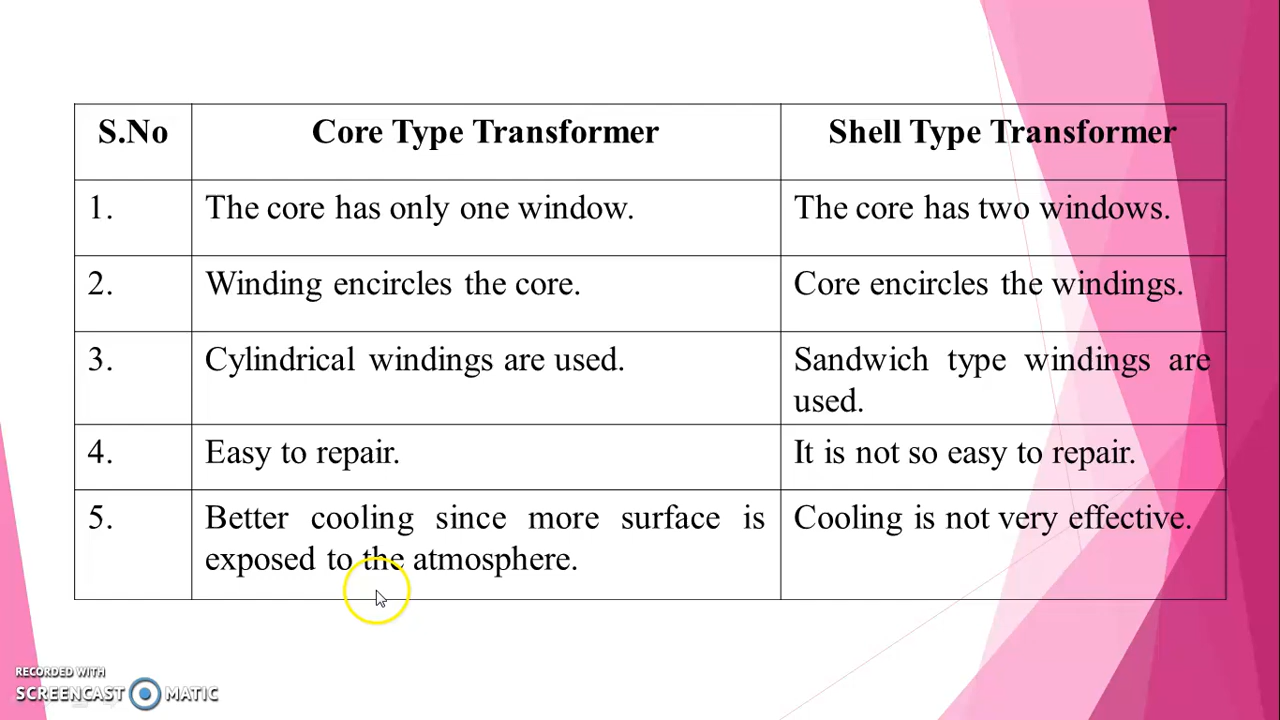 S.No Core Type Transformer Shell Type Transformer
1. The core has only one window. The core has two windows.
2. Winding encircles the core. Core encircles the windings.
3. Cylindrical windings are used. Sandwich type windings are
used.
4. Easy to repair. It is not so easy to repair.
5. Better cooling since more surface is Cooling is not very effective.
exposed to the atmosphere.
RECORDED WITH
SCREENCAST MATIC